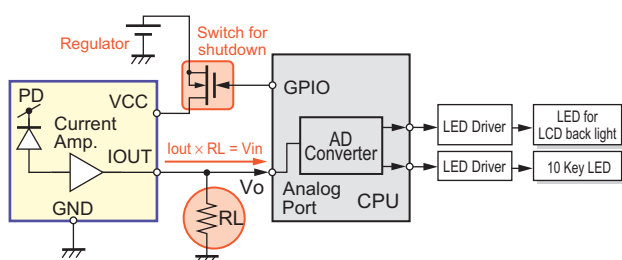 Regulator
Switch for
shutdown
PD
VCC
Current
Amp.
IOUT
GND
Iout × RL = Vin
Vo
RL
GPIO
AD
Converter
Analog
Port
CPU
LED Driver
LED for
LCD back light
LED Driver
10 Key LED